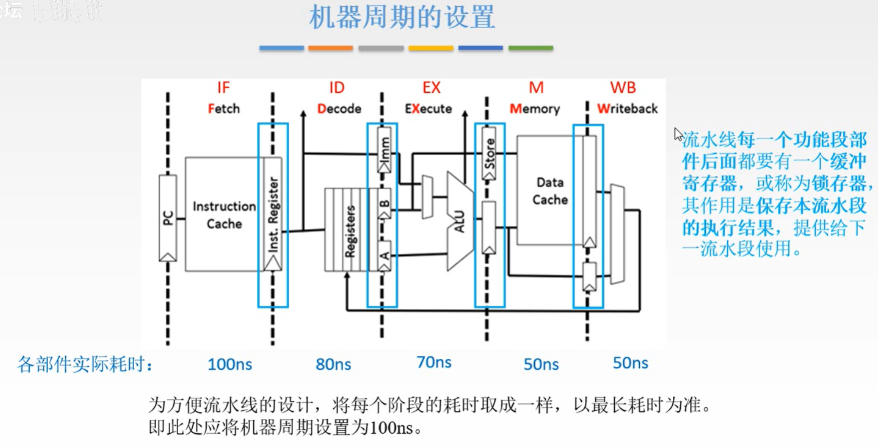 机器周期的设置
IF ID EX M WB
Fetch Decode EXecute Memory Writeback
PC
Instruction
Cache
Inst. Register
Registers
Imm
B
A
ALU
Store
Data
Cache
流水线每一个功能段部
件后面都要有一个缓冲
寄存器，或称为锁存器，
其作用是保存本流水段
的执行结果，提供给下
一流水段使用。
各部件实际耗时： 100ns 80ns 70ns 50ns 50ns
为方便流水线的设计，将每个阶段的耗时取成一样，以最长耗时为准。
即此处应将机器周期设置为100ns。